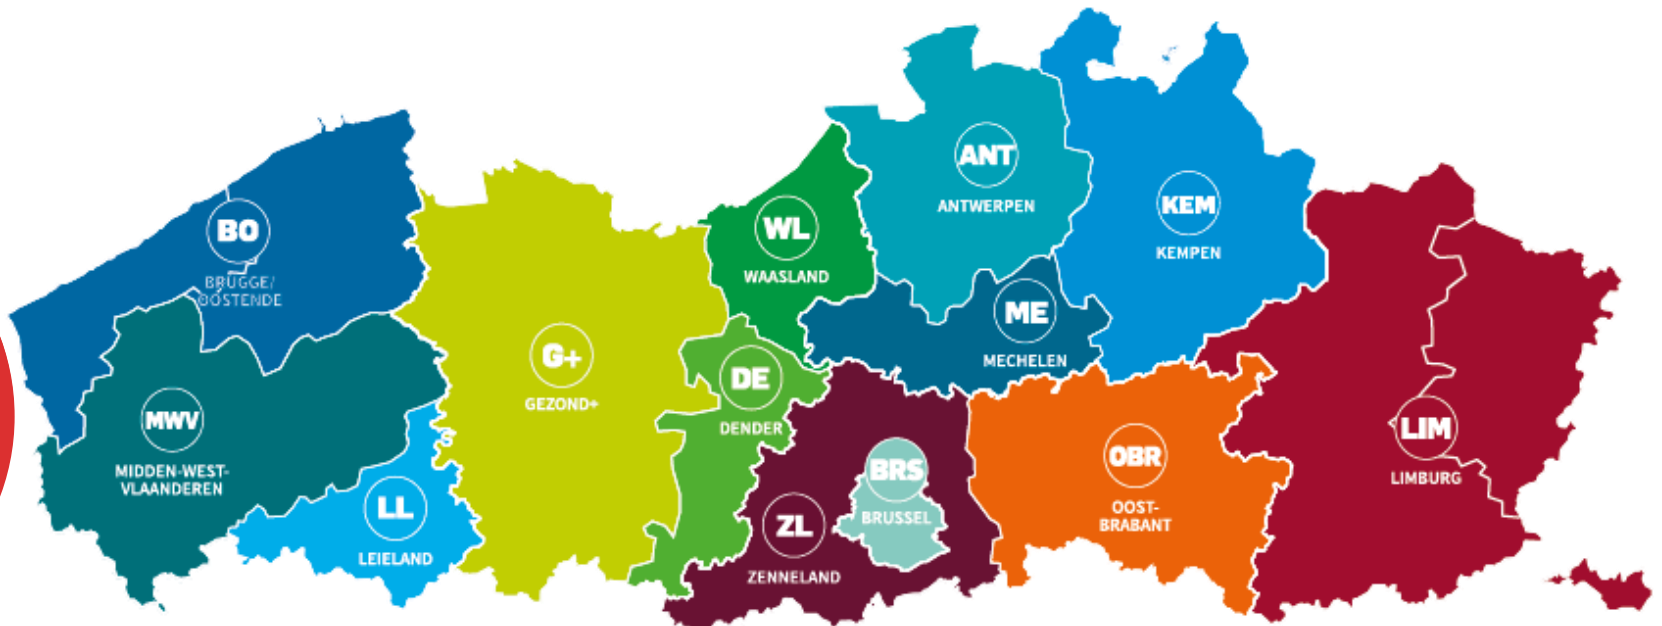 BO
BRUGGE/
OOSTENDE
MWV
MIDDEN-WEST-
VLAANDEREN
LL
LEIELAND
G+
GEZOND+
WL
WAASLAND
DE
DENDER
ANT
ANTWERPEN
KEM
KEMPEN
ME
MECHELEN
ZL
ZENNELAND
BRS
BRUSSEL
OBR
OOST-
BRABANT
LIM
LIMBURG